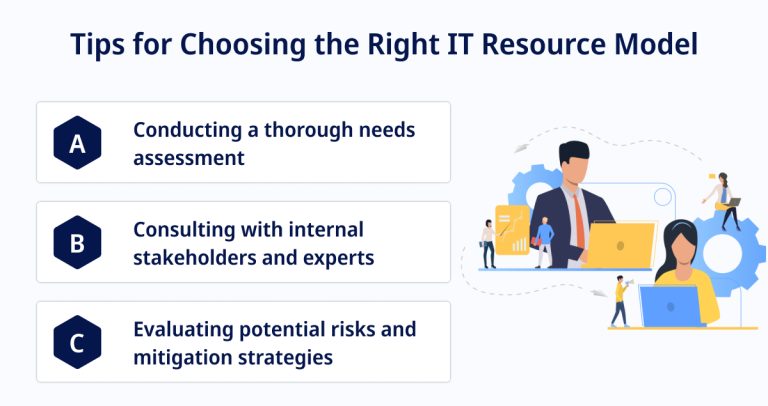 Tips for Choosing the Right IT Resource Model
A
Conducting a thorough needs
assessment
B
Consulting with internal
stakeholders and experts
C
Evaluating potential risks and
mitigation strategies